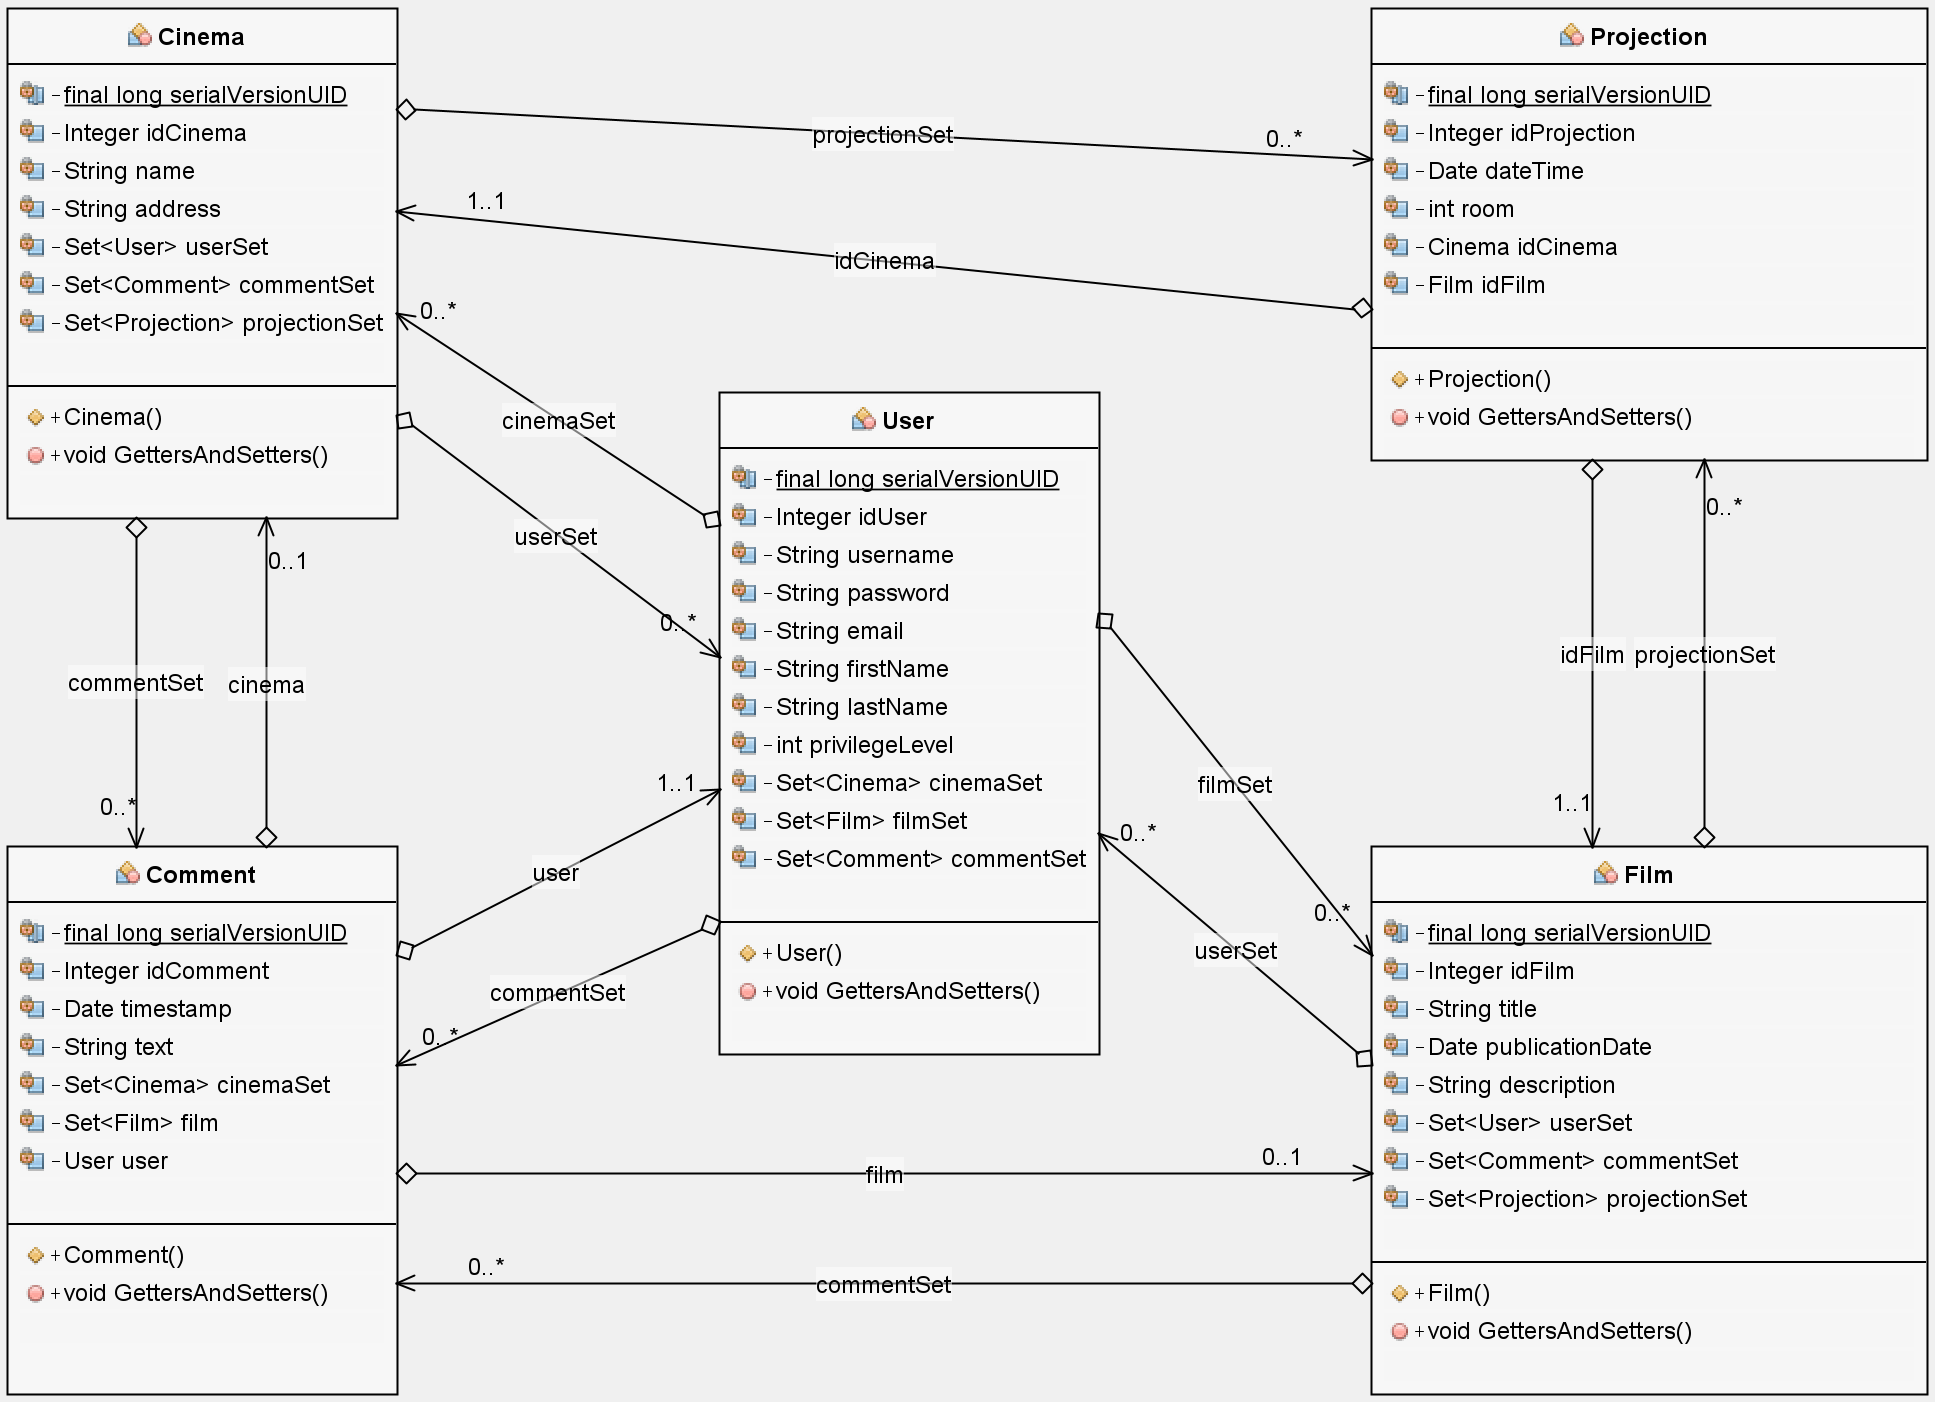 Cinema
-final long serialVersionUID
-Integer idCinema
-String name
-String address
-Set<User> userSet
-Set<Comment> commentSet
-Set<Projection> projectionSet
+Cinema()
+void GettersAndSetters()
Projection
-final long serialVersionUID
-Integer idProjection
-Date dateTime
-int room
-Cinema idCinema
-Film idFilm
+Projection()
+void GettersAndSetters()
projectionSet
0..*
1..1
idCinema
0..*
cinemaSet
userSet
0..*
User
-final long serialVersionUID
-Integer idUser
-String username
-String password
-String email
-String firstName
-String lastName
-int privilegeLevel
-Set<Cinema> cinemaSet
-Set<Film> filmSet
-Set<Comment> commentSet
+User()
+void GettersAndSetters()
0..1
commentSet
cinema
0..*
0..*
idFilm
projectionSet
1..1
1..1
user
commentSet
0..*
filmSet
0..*
0..*
userSet
Comment
-final long serialVersionUID
-Integer idComment
-Date timestamp
-String text
-Set<Cinema> cinemaSet
-Set<Film> film
-User user
+Comment()
+void GettersAndSetters()
Film
-final long serialVersionUID
-Integer idFilm
-String title
-Date publicationDate
-String description
-Set<User> userSet
-Set<Comment> commentSet
-Set<Projection> projectionSet
+Film()
+void GettersAndSetters()
film
0..1
0..*
commentSet